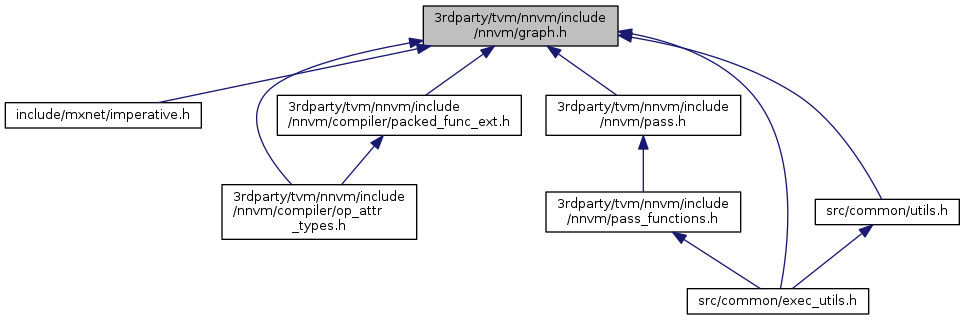 3rdparty/tvm/nnvm/include
/nnvm/graph.h
include/mxnet/imperative.h
3rdparty/tvm/nnvm/include
/nnvm/compiler/packed_func_ext.h
3rdparty/tvm/nnvm/include
/nnvm/pass.h
3rdparty/tvm/nnvm/include
/nnvm/compiler/op_attr
_types.h
3rdparty/tvm/nnvm/include
/nnvm/pass_functions.h
src/common/utils.h
src/common/exec_utils.h